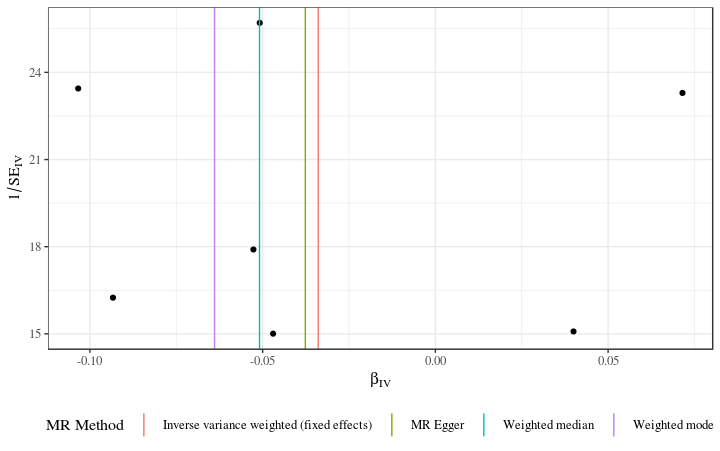 1/SE_IV
24
21
18
15
-0.10
-0.05
0.00
0.05
β_IV
MR Method
Inverse variance weighted (fixed effects)
MR Egger
Weighted median
Weighted mode